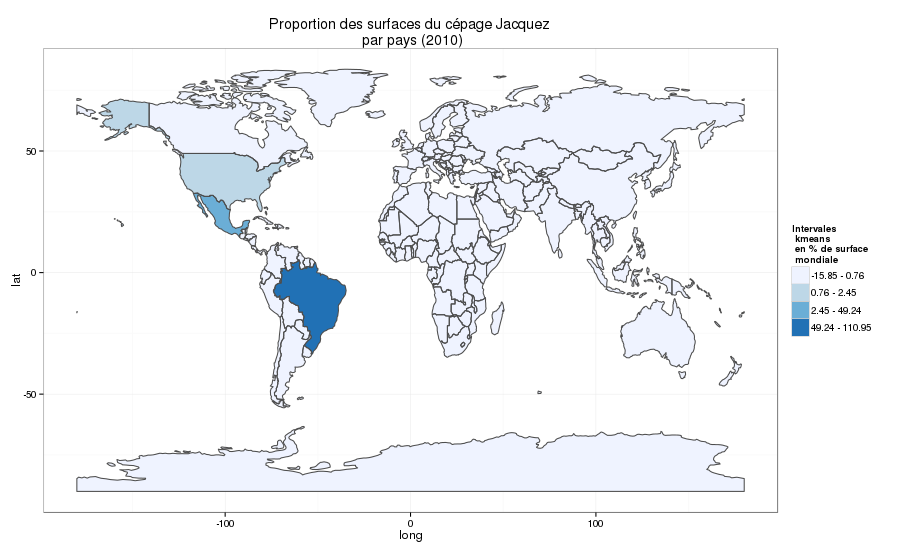 Proportion des surfaces du cépage Jacquez
par pays (2010)
lat
50
0
-50
-100
0
100
long
Intervales
kmeans
en % de surface
mondiale
-15.85 - 0.76
0.76 - 2.45
2.45 - 49.24
49.24 - 110.95